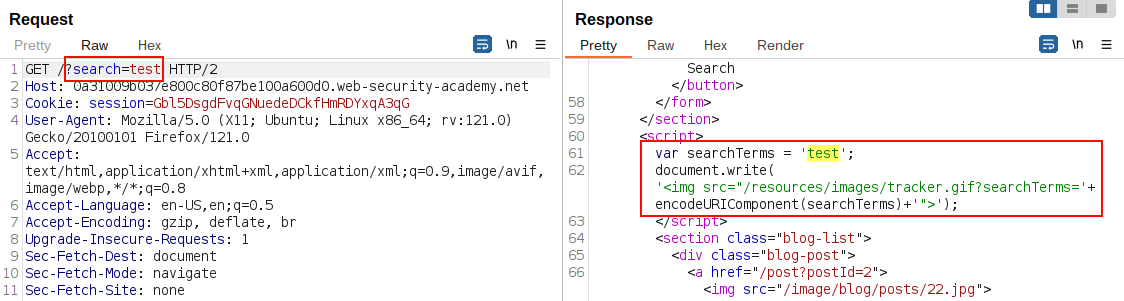 Request
Pretty Raw Hex
\n
1 GET /?search=test HTTP/2
2 Host: 0a31009b037e800c80f87be100a600d0.web-security-academy.net
3 Cookie: session=Gbl5DsgdFvqGNuedeDCkfHmRDYxqA3qG
4 User-Agent: Mozilla/5.0 (X11; Ubuntu; Linux x86_64; rv:121.0)
Gecko/20100101 Firefox/121.0
5 Accept:
text/html,application/xhtml+xml,application/xml;q=0.9,image/avif,
image/webp,*/*;q=0.8
6 Accept-Language: en-US,en;q=0.5
7 Accept-Encoding: gzip, deflate, br
8 Upgrade-Insecure-Requests: 1
9 Sec-Fetch-Dest: document
10 Sec-Fetch-Mode: navigate
11 Sec-Fetch-Site: none
Response
Pretty Raw Hex Render
\n
Search
</button>
58 </form>
59 </section>
60 <script>
61 var searchTerms = 'test';
62 document.write(
'<img src="/resources/images/tracker.gif?searchTerms='+
encodeURIComponent(searchTerms)+'">');
63 </script>
64 <section class="blog-list">
65 <div class="blog-post">
66 <a href="/post?postId=2">
<img src="/image/blog/posts/22.jpg">